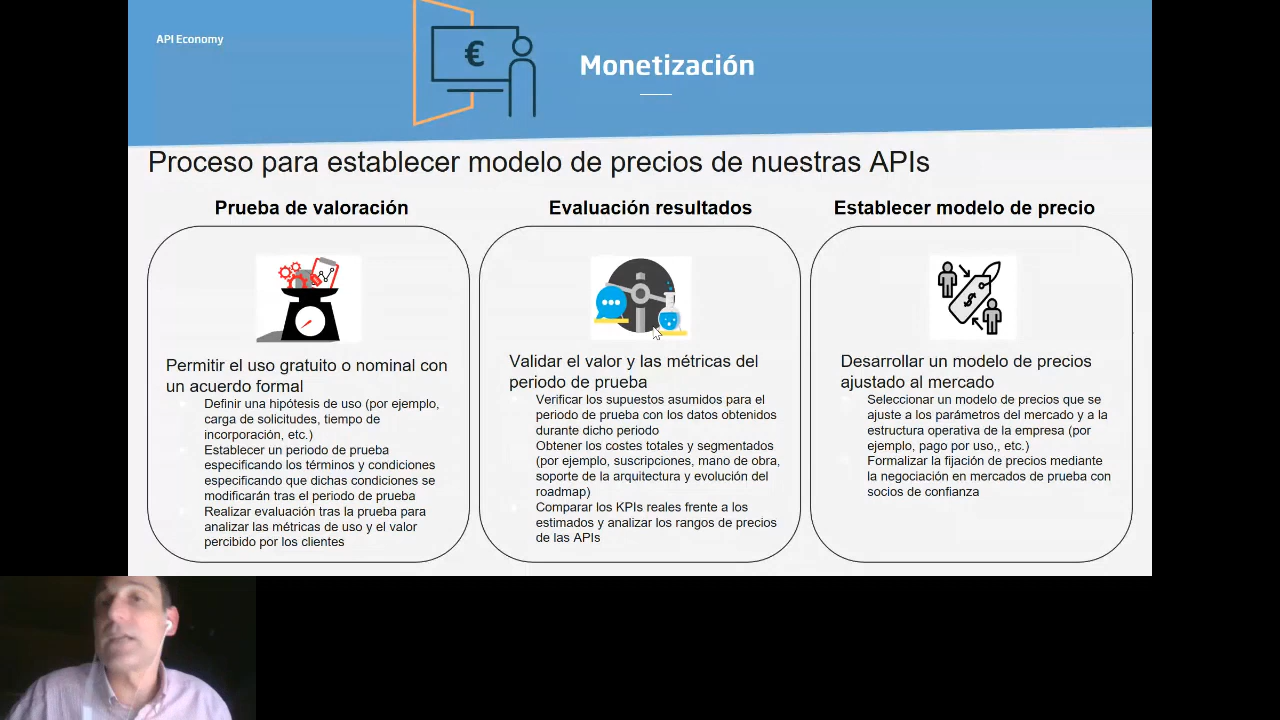 API Economy
€
Monetización
Proceso para establecer modelo de precios de nuestras APIs
Prueba de valoración
Permitir el uso gratuito o nominal con
un acuerdo formal
Definir una hipótesis de uso (por ejemplo,
carga de solicitudes, tiempo de
incorporación, etc.)
Establecer un periodo de prueba
especificando los términos y condiciones
especificando que dichas condiciones se
modificarán tras el periodo de prueba
Realizar evaluación tras la prueba para
analizar las métricas de uso y el valor
percibido por los clientes
Evaluación resultados
Validar el valor y las métricas del
periodo de prueba
Verificar los supuestos asumidos para el
periodo de prueba con los datos obtenidos
durante dicho periodo
Obtener los costes totales y segmentados
(por ejemplo, suscripciones, mano de obra,
soporte de la arquitectura y evolución del
roadmap)
Comparar los KPIs reales frente a los
estimados y analizar los rangos de precios
de las APIs
Establecer modelo de precio
$
Desarrollar un modelo de precios
ajustado al mercado
Seleccionar un modelo de precios que se
ajuste a los parámetros del mercado y a la
estructura operativa de la empresa (por
ejemplo, pago por uso,, etc.)
Formalizar la fijación de precios mediante
la negociación en mercados de prueba con
socios de confianza